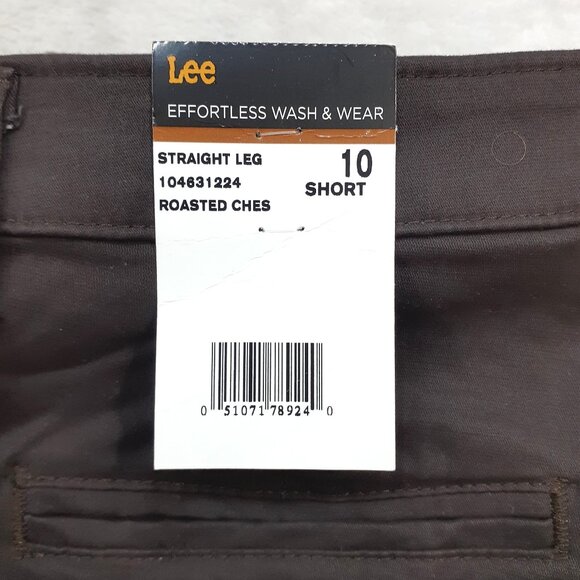 Lee
EFFORTLESS WASH & WEAR
STRAIGHT LEG 10
104631224 SHORT
ROASTED CHES
0 51071 78924 0